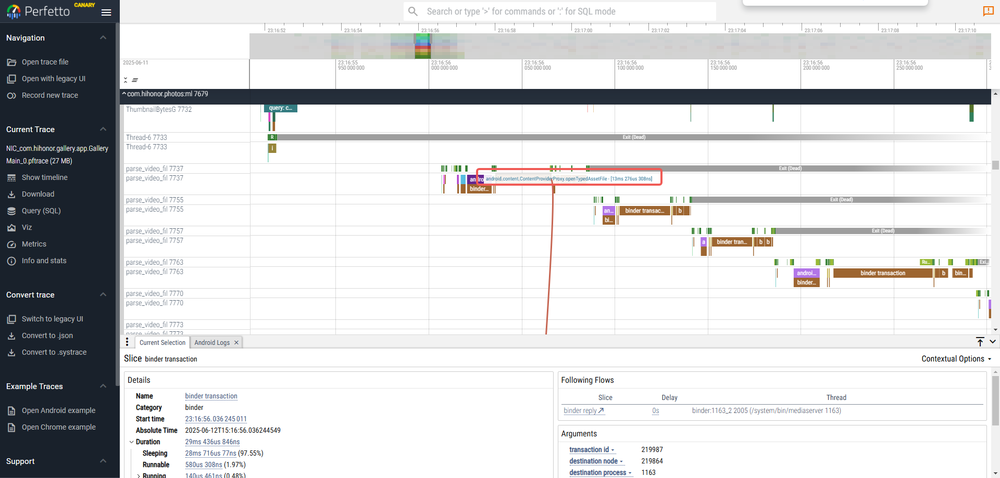 Perfetto
CANARY
Search or type '>' for commands or ':' for SQL mode
Navigation
Open trace file
Open with legacy UI
Record new trace
Current Trace
NIC_com.hihonor.gallery.app.Gallery
Main_0.pftrace (27 MB)
Show timeline
Download
Query (SQL)
Viz
Metrics
Info and stats
Convert trace
Switch to legacy UI
Convert to .json
Convert to .systrace
Example Traces
Open Android example
Open Chrome example
Support
23:16:52
23:16:54
23:16:56
23:16:58
23:17:00
23:17:02
23:17:04
23:17:06
23:17:08
23:17:10
2025-06-11
23:16:55
950 000 000
23:16:56
000 000 000
23:16:56
050 000 000
23:16:56
100 000 000
23:16:56
150 000 000
23:16:56
200 000 000
23:16:56
250 000 000
com.hihonor.photos:ml 7679
ThumbnailBytesG 7732
query: c...
Thread-6 7733
R
Exit (Dead)
Thread-6 7733
i
parse_video_fil 7737
Exit (Dead)
parse_video_fil 7737
andro
android.content.ContentProviderProxy.openTypedAssetFile - [13ms 276us 308ns]
binder...
parse_video_fil 7755
Exit (Dead)
parse_video_fil 7755
an...
binder transac...
b
bi...
parse_video_fil 7757
Exit (Dead)
parse_video_fil 7757
a
binder tran...
b
b
parse_video_fil 7763
Ru...
Exi...
parse_video_fil 7763
androi...
binder transaction
b
bin...
binder...
parse_video_fil 7770
parse_video_fil 7770
parse_video_fil 7773
parse_video_fil 7773
Current Selection
Android Logs
Slice binder transaction
Contextual Options
Details
Name binder transaction
Category binder
Start time 23:16:56.036 245 011
Absolute Time 2025-06-12T15:16:56.036244549
Duration 29ms 436us 846ns
Sleeping 28ms 716us 77ns (97.55%)
Runnable 580us 308ns (1.97%)
Running 140us 461ns (0.48%)
Following Flows
Slice Delay Thread
binder reply 0s binder:1163_2 2005 (/system/bin/mediaserver 1163)
Arguments
transaction id 219987
destination node 219864
destination process 1163